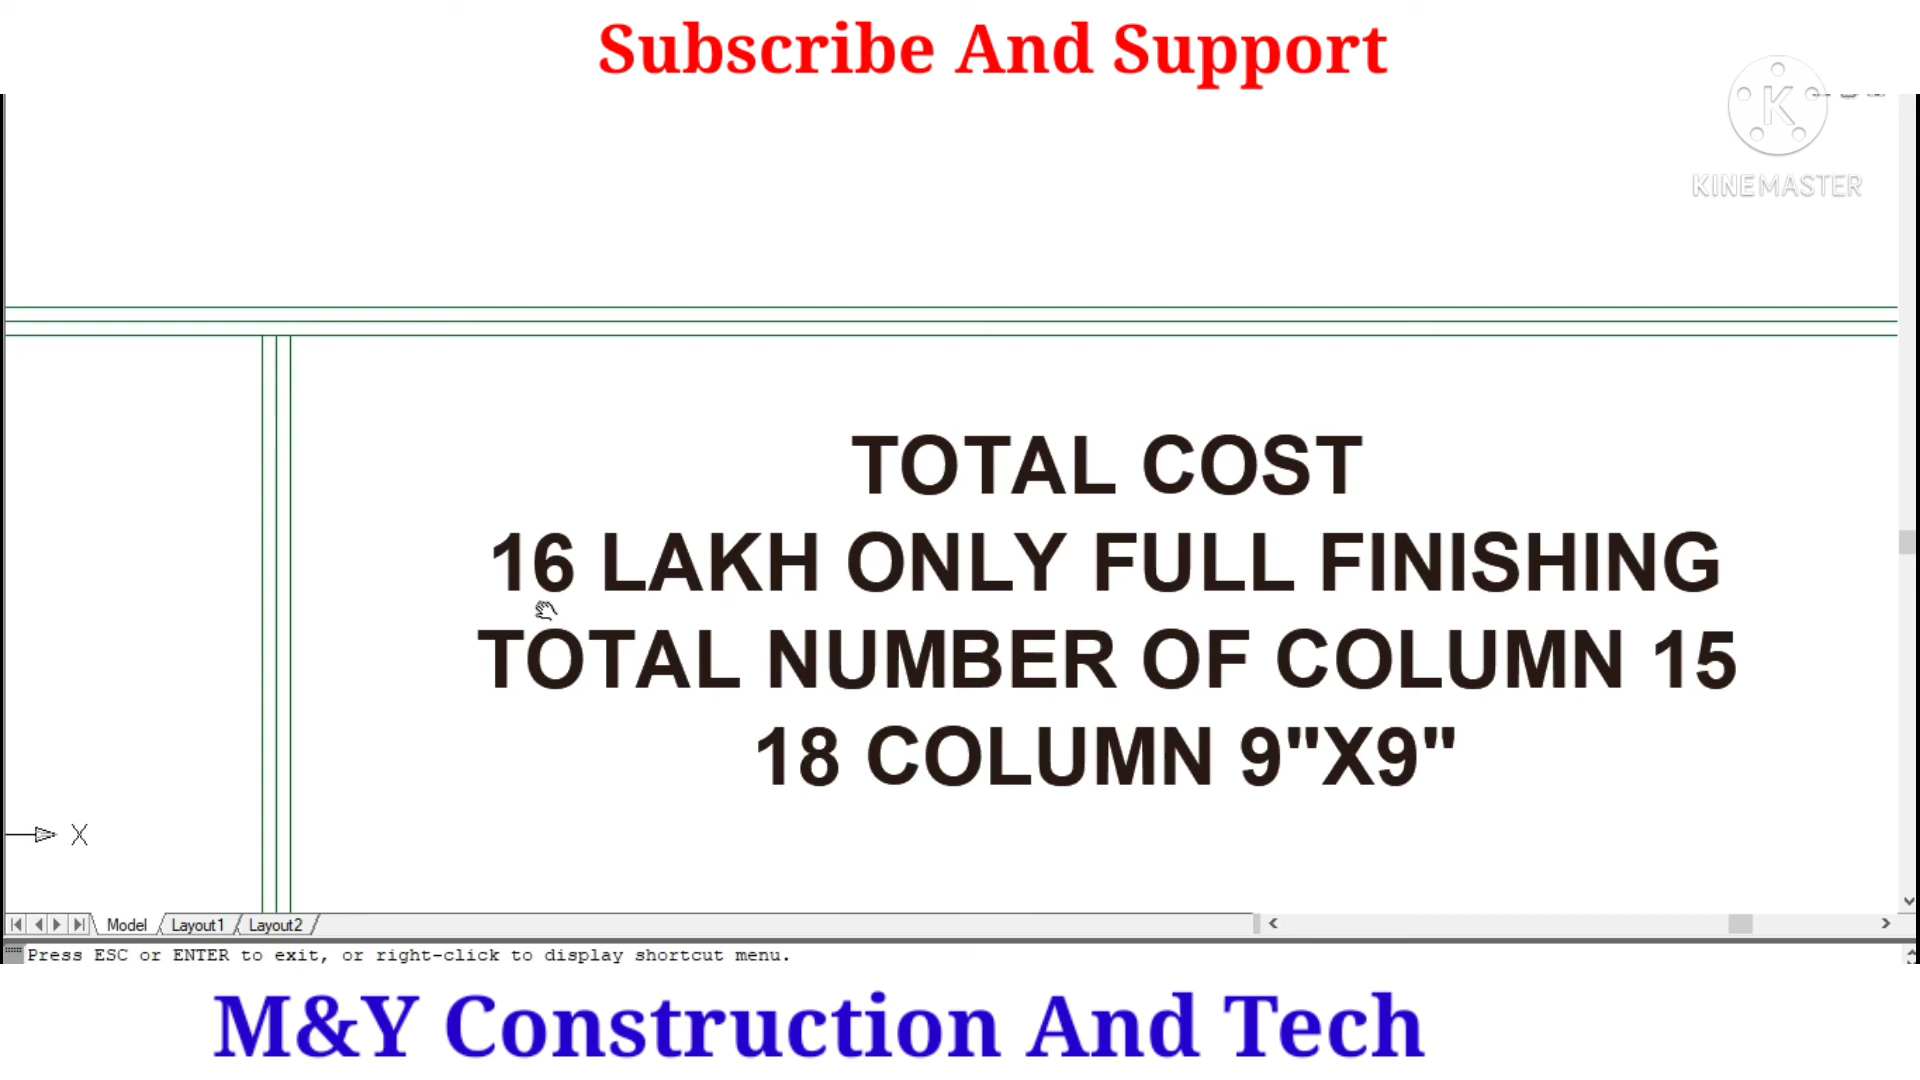 Subscribe And Support
KINEMASTER
TOTAL COST
16 LAKH ONLY FULL FINISHING
TOTAL NUMBER OF COLUMN 15
18 COLUMN 9"X9"
X
Model Layout1 Layout2
Press ESC or ENTER to exit, or right-click to display shortcut menu.
M&Y Construction And Tech